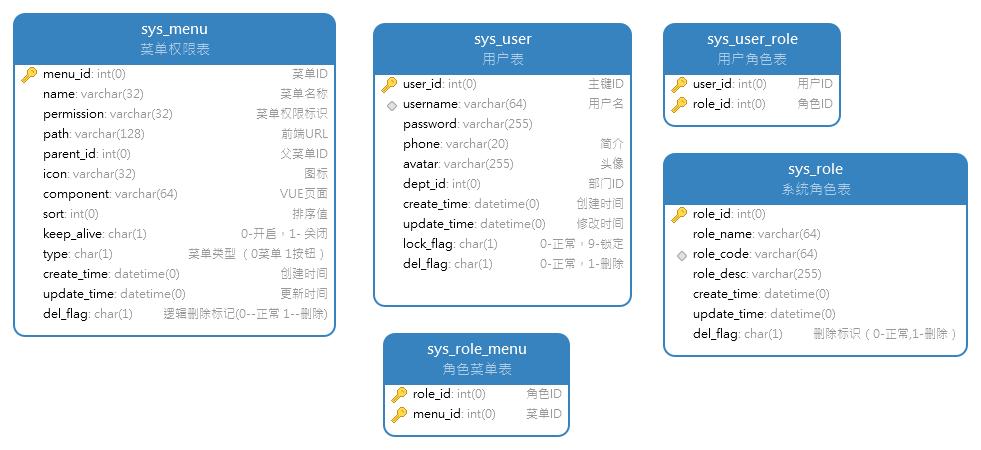 sys_menu
菜单权限表
menu_id: int(0) 菜单ID
name: varchar(32) 菜单名称
permission: varchar(32) 菜单权限标识
path: varchar(128) 前端URL
parent_id: int(0) 父菜单ID
icon: varchar(32) 图标
component: varchar(64) VUE页面
sort: int(0) 排序值
keep_alive: char(1) 0-开启，1- 关闭
type: char(1) 菜单类型 （0菜单 1按钮）
create_time: datetime(0) 创建时间
update_time: datetime(0) 更新时间
del_flag: char(1) 逻辑删除标记(0--正常 1--删除)
sys_user
用户表
user_id: int(0) 主键ID
username: varchar(64) 用户名
password: varchar(255)
phone: varchar(20) 简介
avatar: varchar(255) 头像
dept_id: int(0) 部门ID
create_time: datetime(0) 创建时间
update_time: datetime(0) 修改时间
lock_flag: char(1) 0-正常，9-锁定
del_flag: char(1) 0-正常，1-删除
sys_user_role
用户角色表
user_id: int(0) 用户ID
role_id: int(0) 角色ID
sys_role
系统角色表
role_id: int(0)
role_name: varchar(64)
role_code: varchar(64)
role_desc: varchar(255)
create_time: datetime(0)
update_time: datetime(0)
del_flag: char(1) 删除标识（0-正常,1-删除）
sys_role_menu
角色菜单表
role_id: int(0) 角色ID
menu_id: int(0) 菜单ID